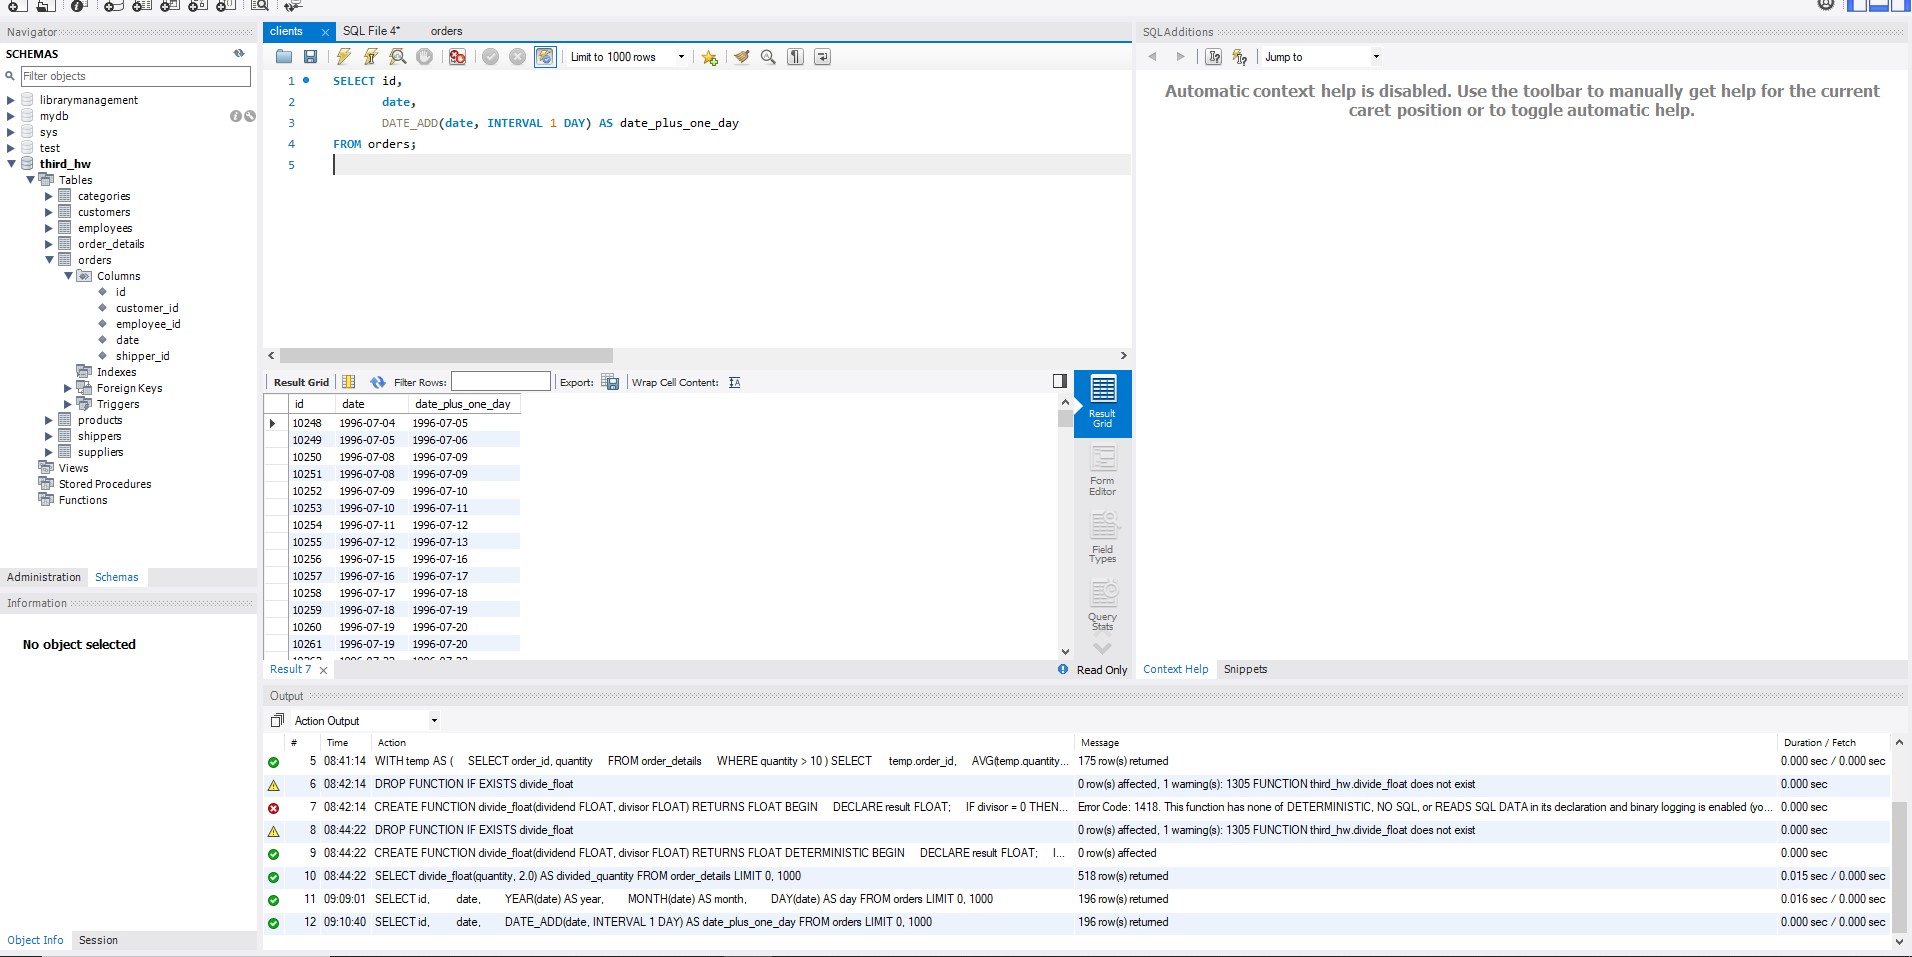 Navigator
SCHEMAS
Filter objects
librarymanagement
mydb
sys
test
third_hw
Tables
categories
customers
employees
order_details
orders
Columns
id
customer_id
employee_id
date
shipper_id
Indexes
Foreign Keys
Triggers
products
shippers
suppliers
Views
Stored Procedures
Functions
Administration Schemas
Information
No object selected
Object Info Session
clients SQL File 4* orders
Limit to 1000 rows
1 SELECT id,
2 date,
3 DATE_ADD(date, INTERVAL 1 DAY) AS date_plus_one_day
4 FROM orders;
5
Result Grid Filter Rows: Export: Wrap Cell Content:
id date date_plus_one_day
10248 1996-07-04 1996-07-05
10249 1996-07-05 1996-07-06
10250 1996-07-08 1996-07-09
10251 1996-07-08 1996-07-09
10252 1996-07-09 1996-07-10
10253 1996-07-10 1996-07-11
10254 1996-07-11 1996-07-12
10255 1996-07-12 1996-07-13
10256 1996-07-15 1996-07-16
10257 1996-07-16 1996-07-17
10258 1996-07-17 1996-07-18
10259 1996-07-18 1996-07-19
10260 1996-07-19 1996-07-20
10261 1996-07-19 1996-07-20
Result
Grid
Form
Editor
Field
Types
Query
Stats
Result 7 Read Only
SQLAdditions
Jump to
Automatic context help is disabled. Use the toolbar to manually get help for the current
caret position or to toggle automatic help.
Context Help Snippets
Output
Action Output
# Time Action Message Duration / Fetch
5 08:41:14 WITH temp AS ( SELECT order_id, quantity FROM order_details WHERE quantity > 10 ) SELECT temp.order_id, AVG(temp.quantity... 175 row(s) returned 0.000 sec / 0.000 sec
6 08:42:14 DROP FUNCTION IF EXISTS divide_float 0 row(s) affected, 1 warning(s): 1305 FUNCTION third_hw.divide_float does not exist 0.000 sec
7 08:42:14 CREATE FUNCTION divide_float(dividend FLOAT, divisor FLOAT) RETURNS FLOAT BEGIN DECLARE result FLOAT; IF divisor = 0 THEN... Error Code: 1418. This function has none of DETERMINISTIC, NO SQL, or READS SQL DATA in its declaration and binary logging is enabled (yo... 0.000 sec
8 08:44:22 DROP FUNCTION IF EXISTS divide_float 0 row(s) affected, 1 warning(s): 1305 FUNCTION third_hw.divide_float does not exist 0.000 sec
9 08:44:22 CREATE FUNCTION divide_float(dividend FLOAT, divisor FLOAT) RETURNS FLOAT DETERMINISTIC BEGIN DECLARE result FLOAT; I... 0 row(s) affected 0.000 sec
10 08:44:22 SELECT divide_float(quantity, 2.0) AS divided_quantity FROM order_details LIMIT 0, 1000 518 row(s) returned 0.015 sec / 0.000 sec
11 09:09:01 SELECT id, date, YEAR(date) AS year, MONTH(date) AS month, DAY(date) AS day FROM orders LIMIT 0, 1000 196 row(s) returned 0.016 sec / 0.000 sec
12 09:10:40 SELECT id, date, DATE_ADD(date, INTERVAL 1 DAY) AS date_plus_one_day FROM orders LIMIT 0, 1000 196 row(s) returned 0.000 sec / 0.000 sec